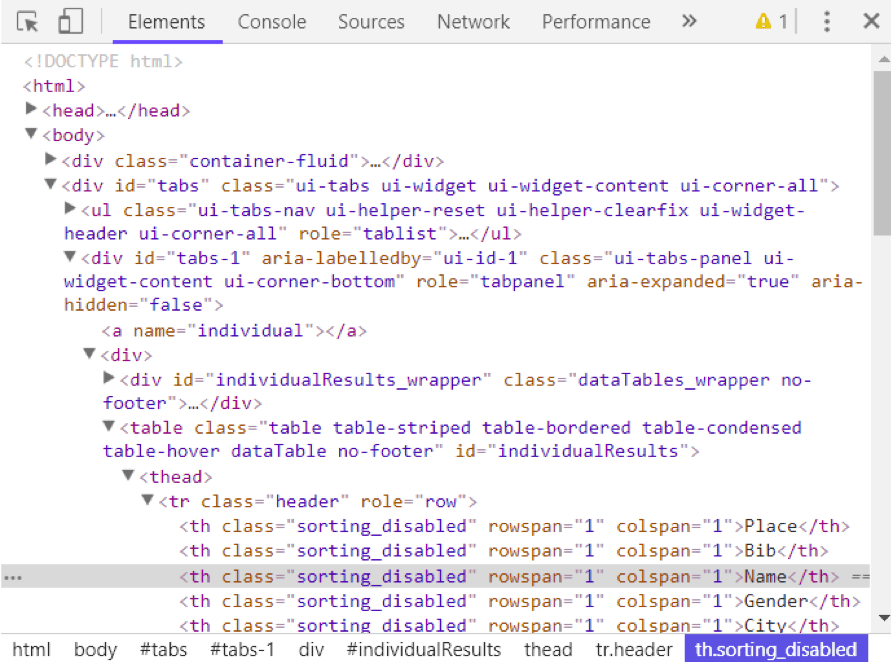 Elements Console Sources Network Performance » 1
<!DOCTYPE html>
<html>
<head>…</head>
<body>
<div class="container-fluid">…</div>
<div id="tabs" class="ui-tabs ui-widget ui-widget-content ui-corner-all">
<ul class="ui-tabs-nav ui-helper-reset ui-helper-clearfix ui-widget-
header ui-corner-all" role="tablist">…</ul>
<div id="tabs-1" aria-labelledby="ui-id-1" class="ui-tabs-panel ui-
widget-content ui-corner-bottom" role="tabpanel" aria-expanded="true" aria-
hidden="false">
<a name="individual"></a>
<div>
<div id="individualResults_wrapper" class="dataTables_wrapper no-
footer">…</div>
<table class="table table-striped table-bordered table-condensed
table-hover dataTable no-footer" id="individualResults">
<thead>
<tr class="header" role="row">
<th class="sorting_disabled" rowspan="1" colspan="1">Place</th>
<th class="sorting_disabled" rowspan="1" colspan="1">Bib</th>
… <th class="sorting_disabled" rowspan="1" colspan="1">Name</th> ==
<th class="sorting_disabled" rowspan="1" colspan="1">Gender</th>
<th class="sorting_disabled" rowspan="1" colspan="1">City</th>
html body #tabs #tabs-1 div #individualResults thead tr.header th.sorting_disabled